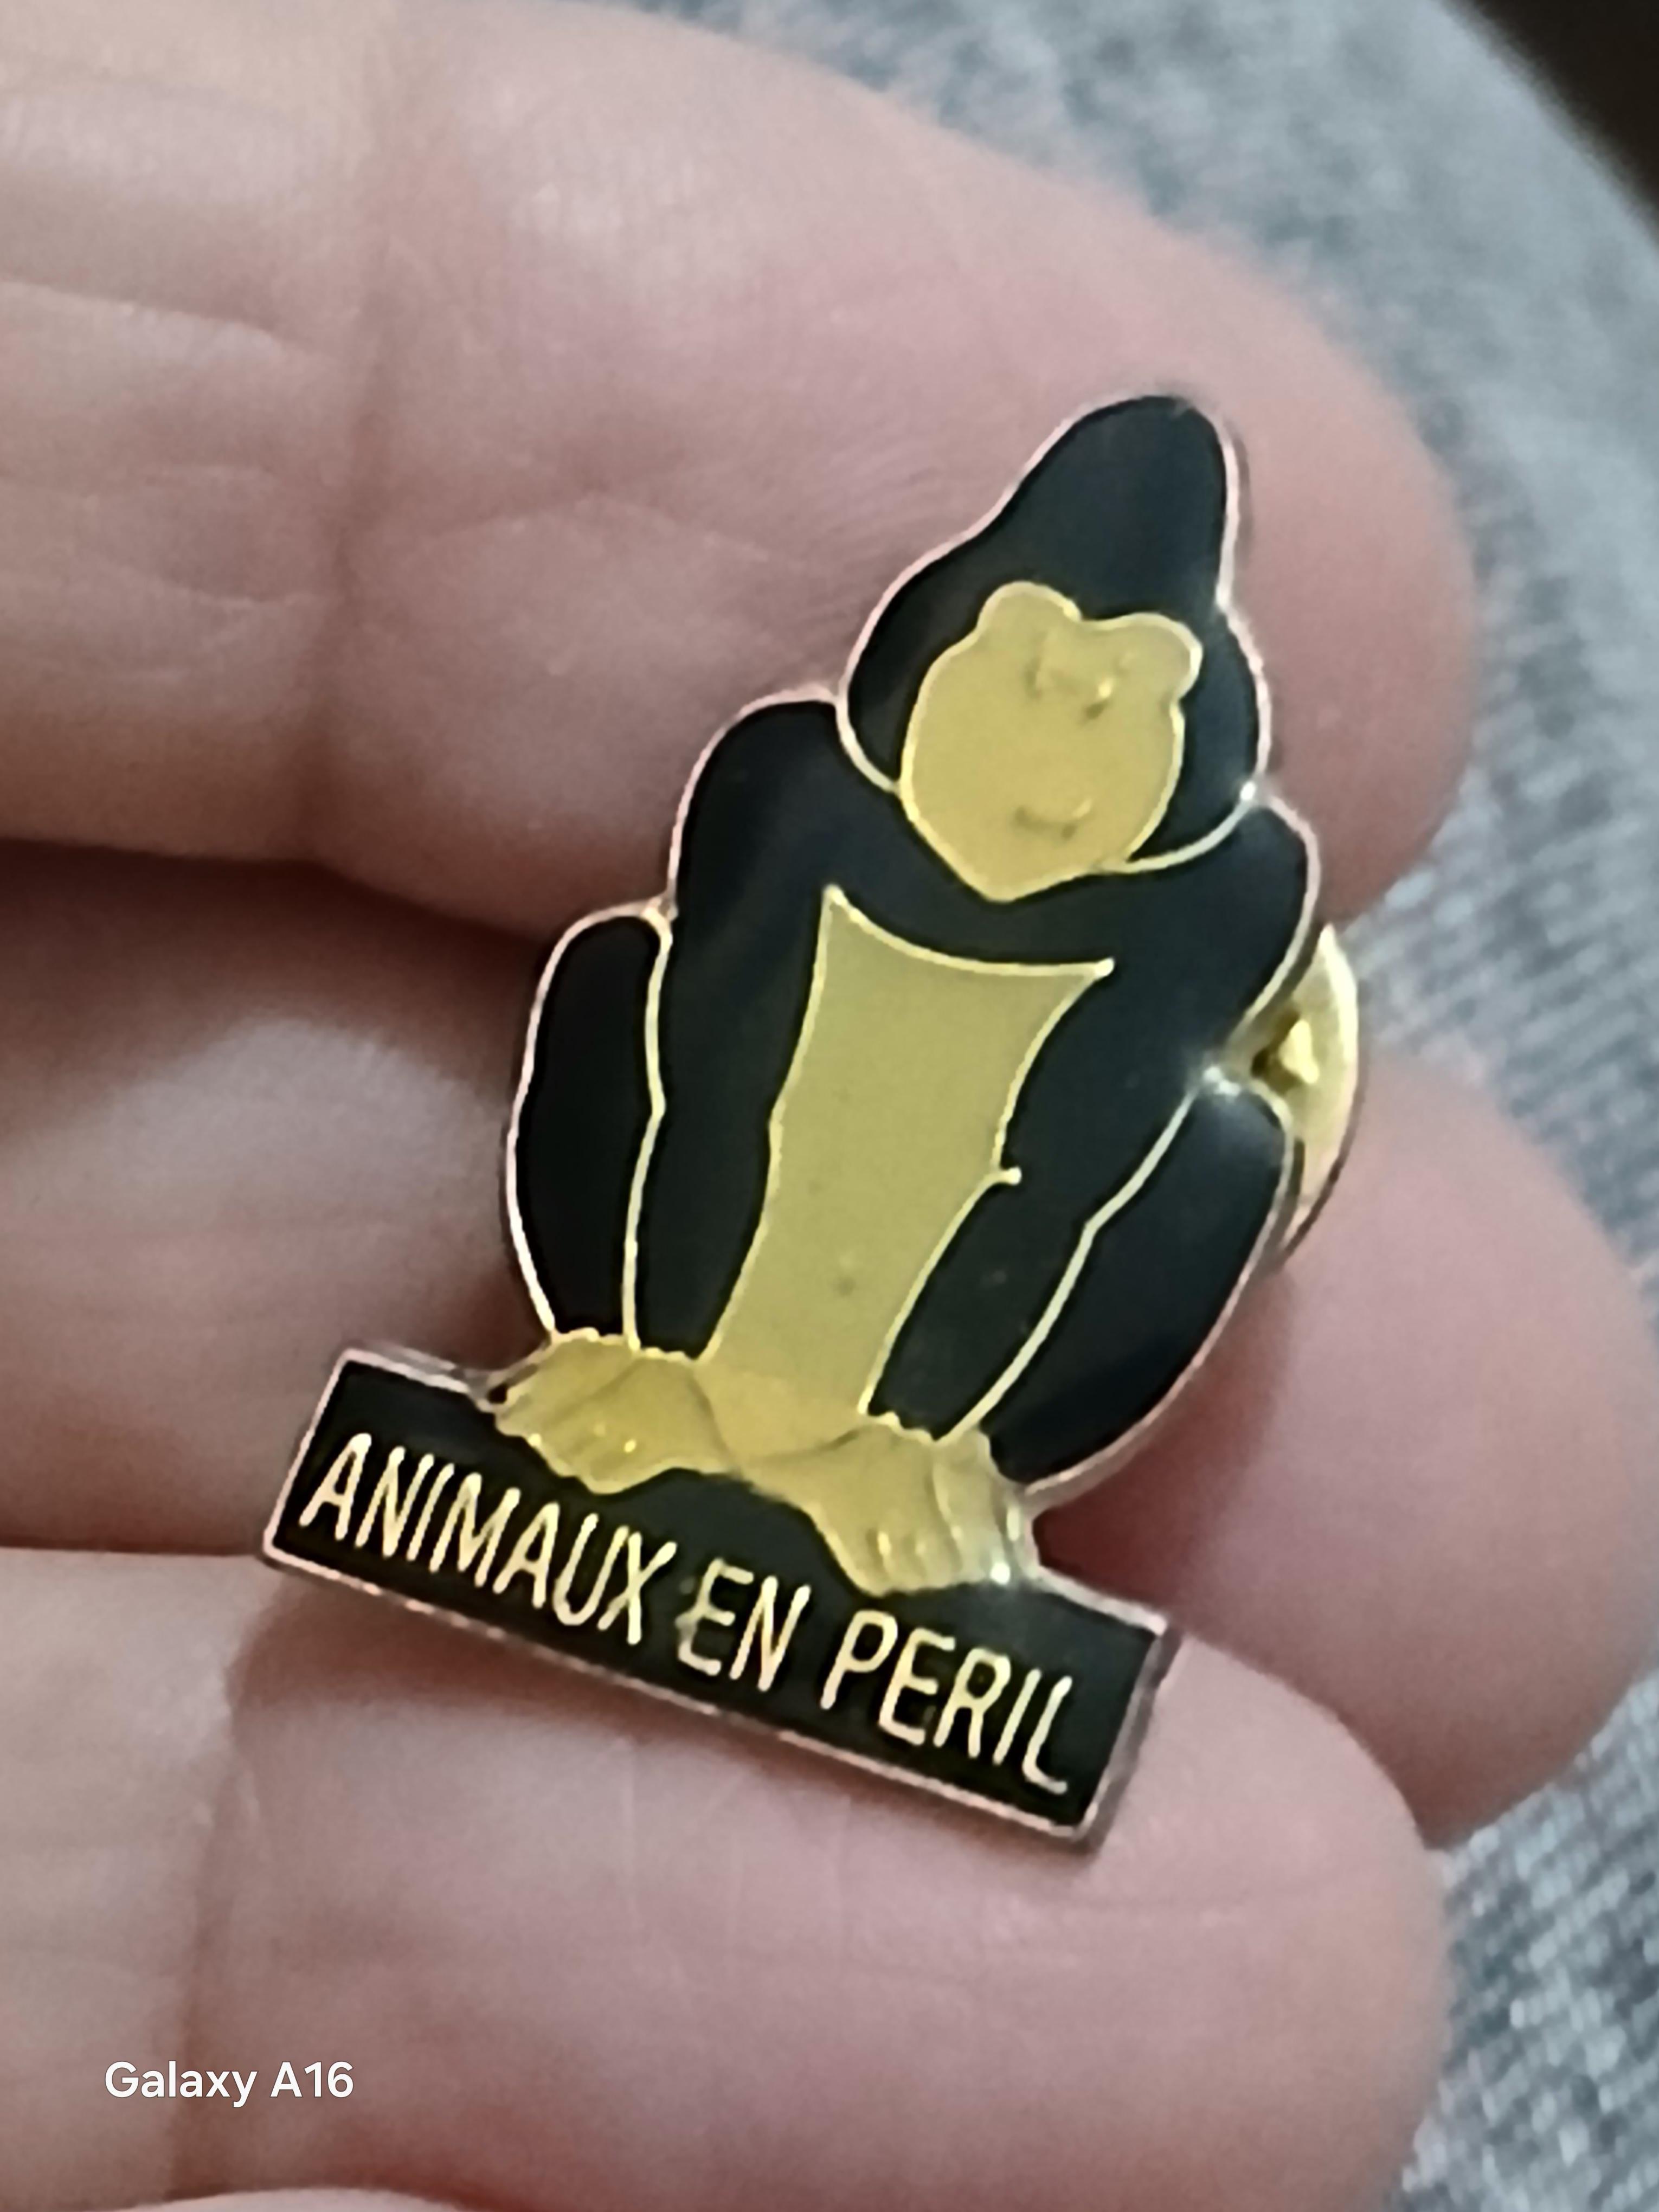 ANIMAUX EN PERIL
Galaxy A16